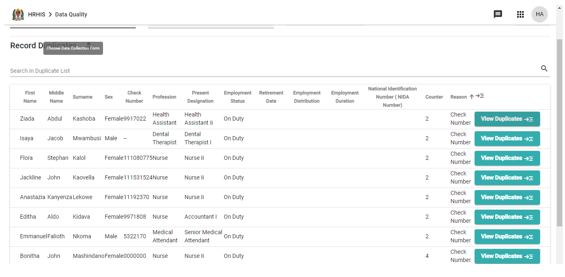 HRHIS > Data Quality
HA
Record D
Choose Data Collection Form
Search in Duplicate List
First Name Middle Name Surname Sex Check Number Profession Present Designation Employment Status Retirement Date Employment Distribution Employment Duration National Identification Number ( NIDA Number) Counter Reason
Ziada Abdul Kashoba Female 9917022 Health Assistant Health Assistant Ii On Duty 2 Check Number View Duplicates
Isaya Jacob Mwambusi Male -- Dental Therapist Dental Therapist I On Duty 2 Check Number View Duplicates
Flora Stephan Kalol Female 111080775 Nurse Nurse Ii On Duty 2 Check Number View Duplicates
Jackline John Kaovella Female 111531524 Nurse Nurse Ii On Duty 2 Check Number View Duplicates
Anastazia Kanyenza Lekowe Female 11192370 Nurse Nurse Ii On Duty 2 Check Number View Duplicates
Editha Aldo Kidava Female 9971808 Nurse Accountant I On Duty 2 Check Number View Duplicates
Emmanuel Falioth Nkoma Male 5322170 Medical Attendant Senior Medical Attendant On Duty 2 Check Number View Duplicates
Bonitha John Mashindano Female 0000000 Nurse Nurse Ii On Duty 4 Check Number View Duplicates